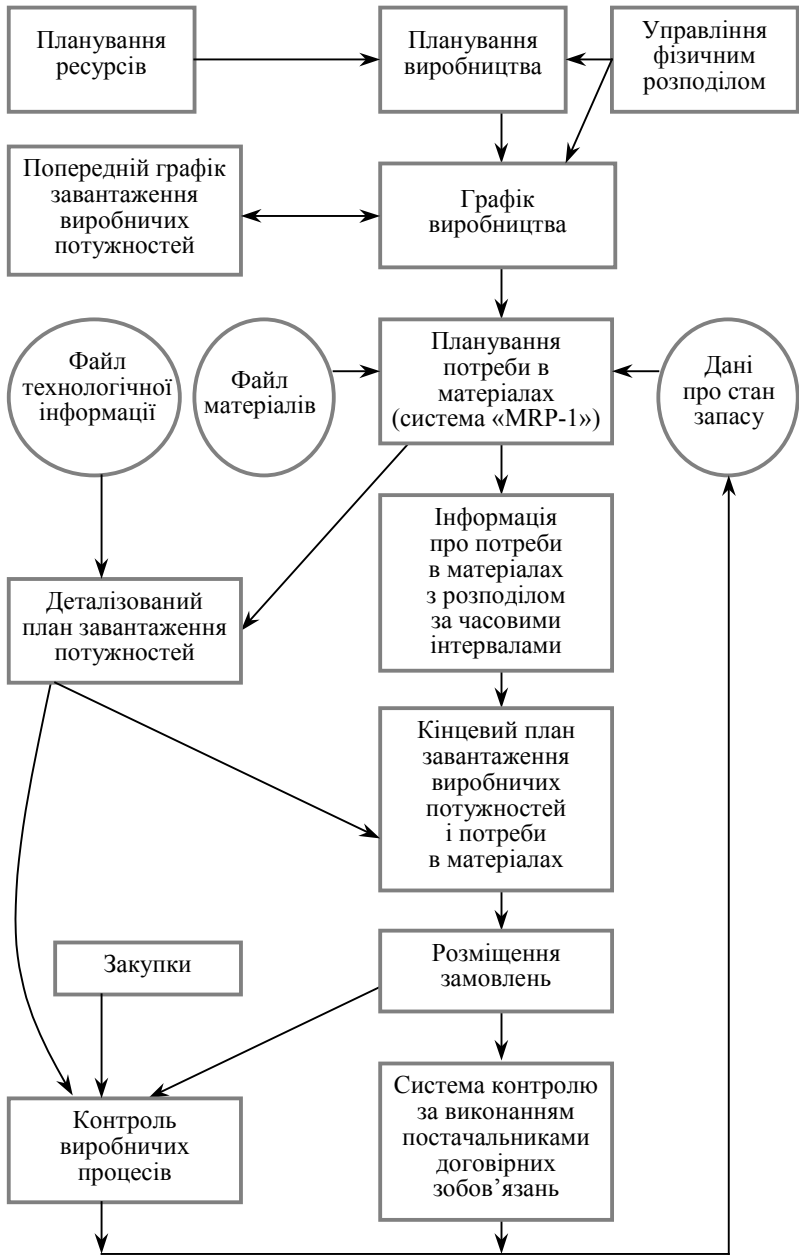 Планування
ресурсів
Планування
виробництва
Управління
фізичним
розподілом
Попередній графік
завантаження
виробничих
потужностей
Графік
виробництва
Файл
технологічної
інформації
Файл
матеріалів
Планування
потреби в
матеріалах
(система «MRP-1»)
Дані
про стан
запасу
Інформація
про потреби
в матеріалах
з розподілом
за часовими
інтервалами
Деталізований
план завантаження
потужностей
Кінцевий план
завантаження
виробничих
потужностей
і потреби
в матеріалах
Закупки
Розміщення
замовлень
Контроль
виробничих
процесів
Система контролю
за виконанням
постачальниками
договірних
зобов’язань